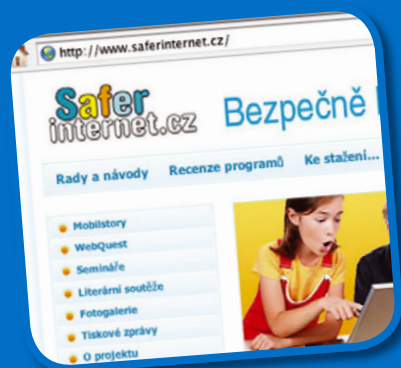 http://www.saferinternet.cz/
Safer
internet.cz
Bezpečně
Rady a návody Recenze programů Ke stažení...
Mobilstory
WebQuest
Semináře
Literární soutěže
Fotogalerie
Tiskové zprávy
O projektu